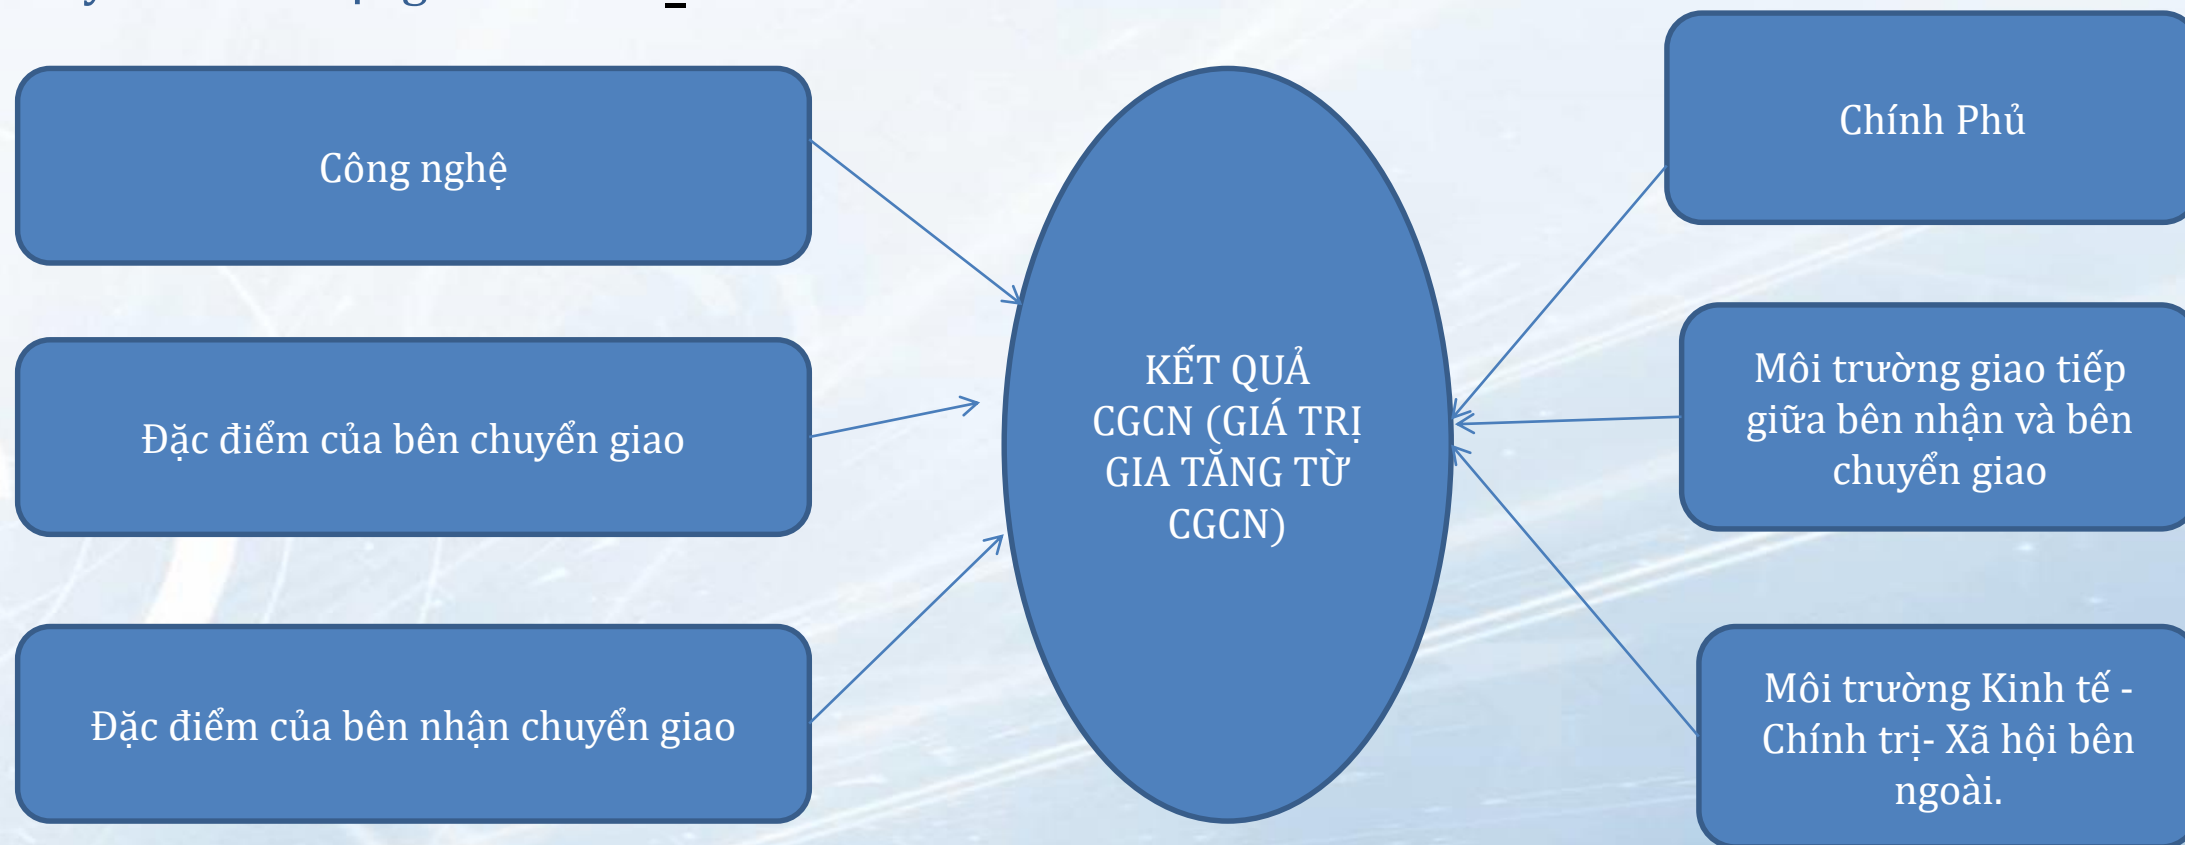 Công nghệ
Đặc điểm của bên chuyển giao
Đặc điểm của bên nhận chuyển giao
KẾT QUẢ
CGCN (GIÁ TRỊ
GIA TĂNG TỪ
CGCN)
Chính Phủ
Môi trường giao tiếp
giữa bên nhận và bên
chuyển giao
Môi trường Kinh tế -
Chính trị- Xã hội bên
ngoài.